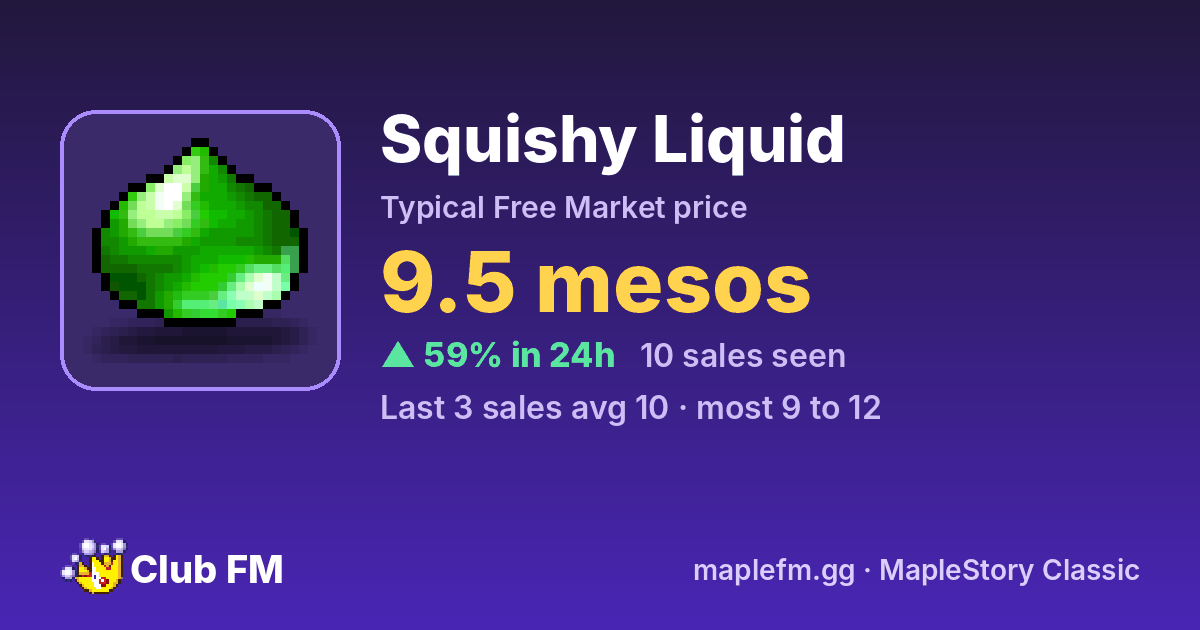 Squishy Liquid
Typical Free Market price
9.5 mesos
▲ 59% in 24h 10 sales seen
Last 3 sales avg 10 · most 9 to 12
Club FM
maplefm.gg · MapleStory Classic